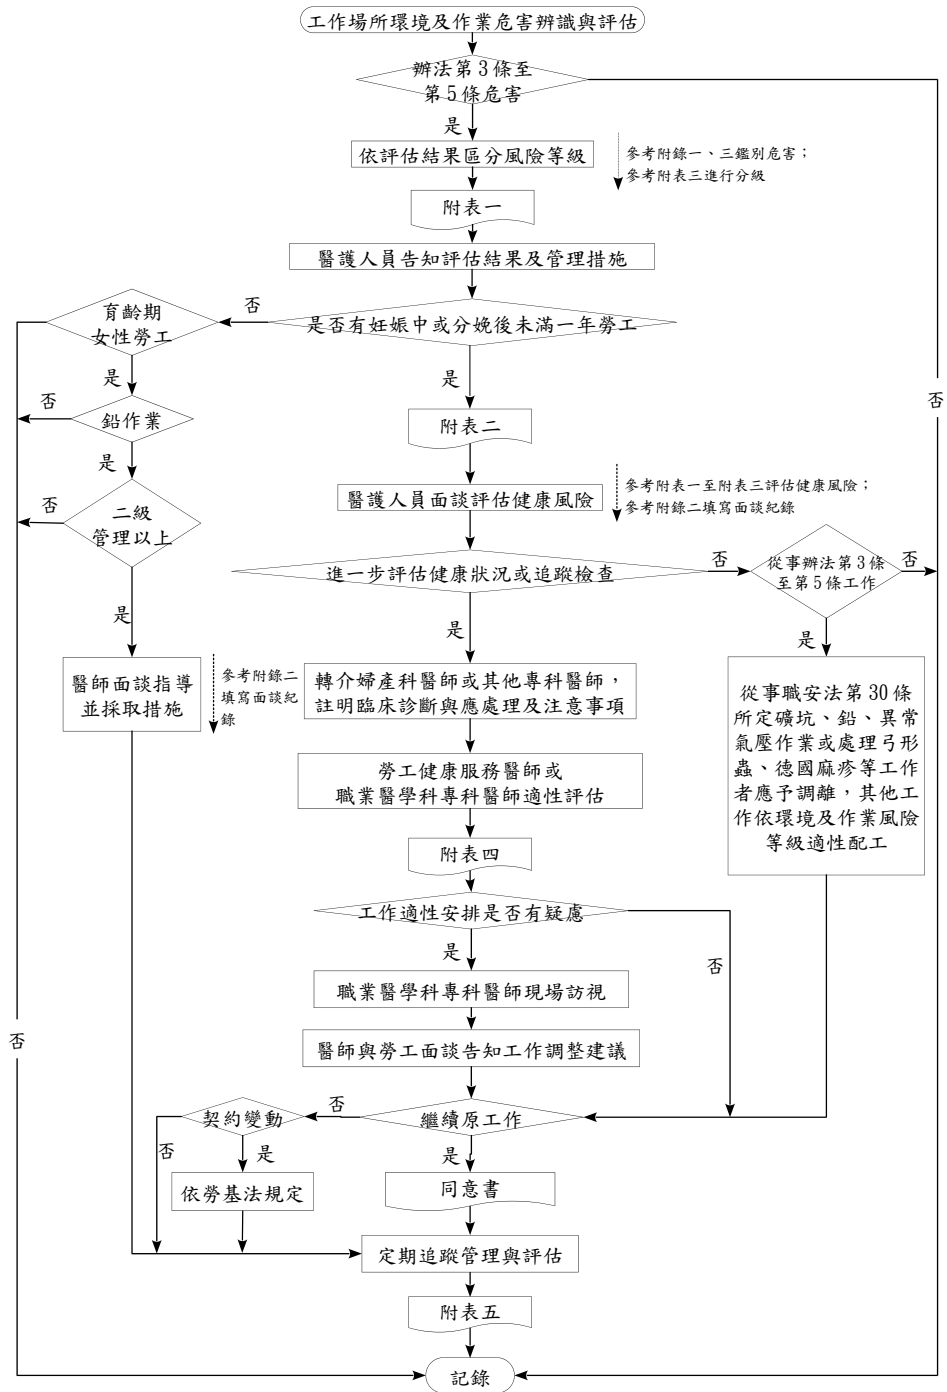 工作場所環境及作業危害辨識與評估
辦法第3條至
第5條危害
是
依評估結果區分風險等級
參考附錄一、三鑑別危害；
參考附表三進行分級
附表一
醫護人員告知評估結果及管理措施
否
育齡期
女性勞工
是否有妊娠中或分娩後未滿一年勞工
是
是
否
否
鉛作業
附表二
是
否
二級
管理以上
醫護人員面談評估健康風險
參考附表一至附表三評估健康風險；
參考附錄二填寫面談紀錄
進一步評估健康狀況或追蹤檢查
否
從事辦法第3條
至第5條工作
否
是
是
是
醫師面談指導
並採取措施
參考附錄二
填寫面談紀
錄
轉介婦產科醫師或其他專科醫師，
註明臨床診斷與應處理及注意事項
從事職安法第30條
所定礦坑、鉛、異常
氣壓作業或處理弓形
蟲、德國麻疹等工作
者應予調離，其他工
作依環境及作業風險
等級適性配工
勞工健康服務醫師或
職業醫學科專科醫師適性評估
附表四
工作適性安排是否有疑慮
是
否
職業醫學科專科醫師現場訪視
否
醫師與勞工面談告知工作調整建議
契約變動
否
繼續原工作
否
是
是
依勞基法規定
同意書
定期追蹤管理與評估
附表五
記錄